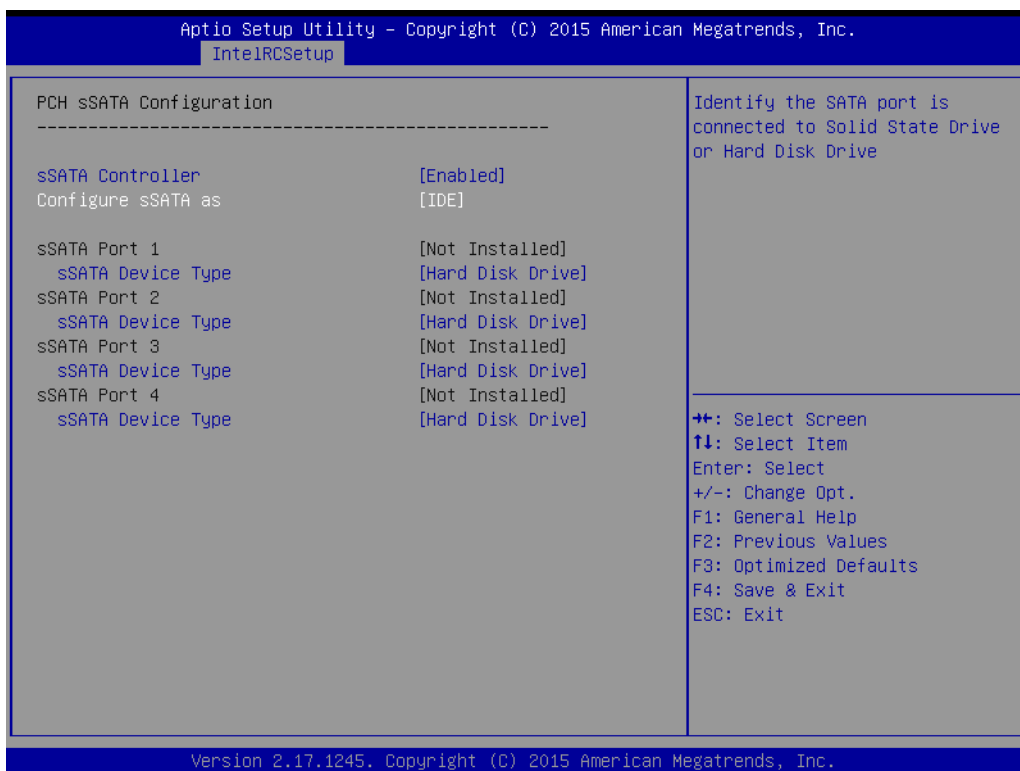 Aptio Setup Utility – Copyright (C) 2015 American Megatrends, Inc.
IntelRCSetup
PCH sSATA Configuration
--------------------------------------------------
sSATA Controller [Enabled]
Configure sSATA as [IDE]
sSATA Port 1 [Not Installed]
sSATA Device Type [Hard Disk Drive]
sSATA Port 2 [Not Installed]
sSATA Device Type [Hard Disk Drive]
sSATA Port 3 [Not Installed]
sSATA Device Type [Hard Disk Drive]
sSATA Port 4 [Not Installed]
sSATA Device Type [Hard Disk Drive]
Identify the SATA port is
connected to Solid State Drive
or Hard Disk Drive
→←: Select Screen
↑↓: Select Item
Enter: Select
+/-: Change Opt.
F1: General Help
F2: Previous Values
F3: Optimized Defaults
F4: Save & Exit
ESC: Exit
Version 2.17.1245. Copyright (C) 2015 American Megatrends, Inc.